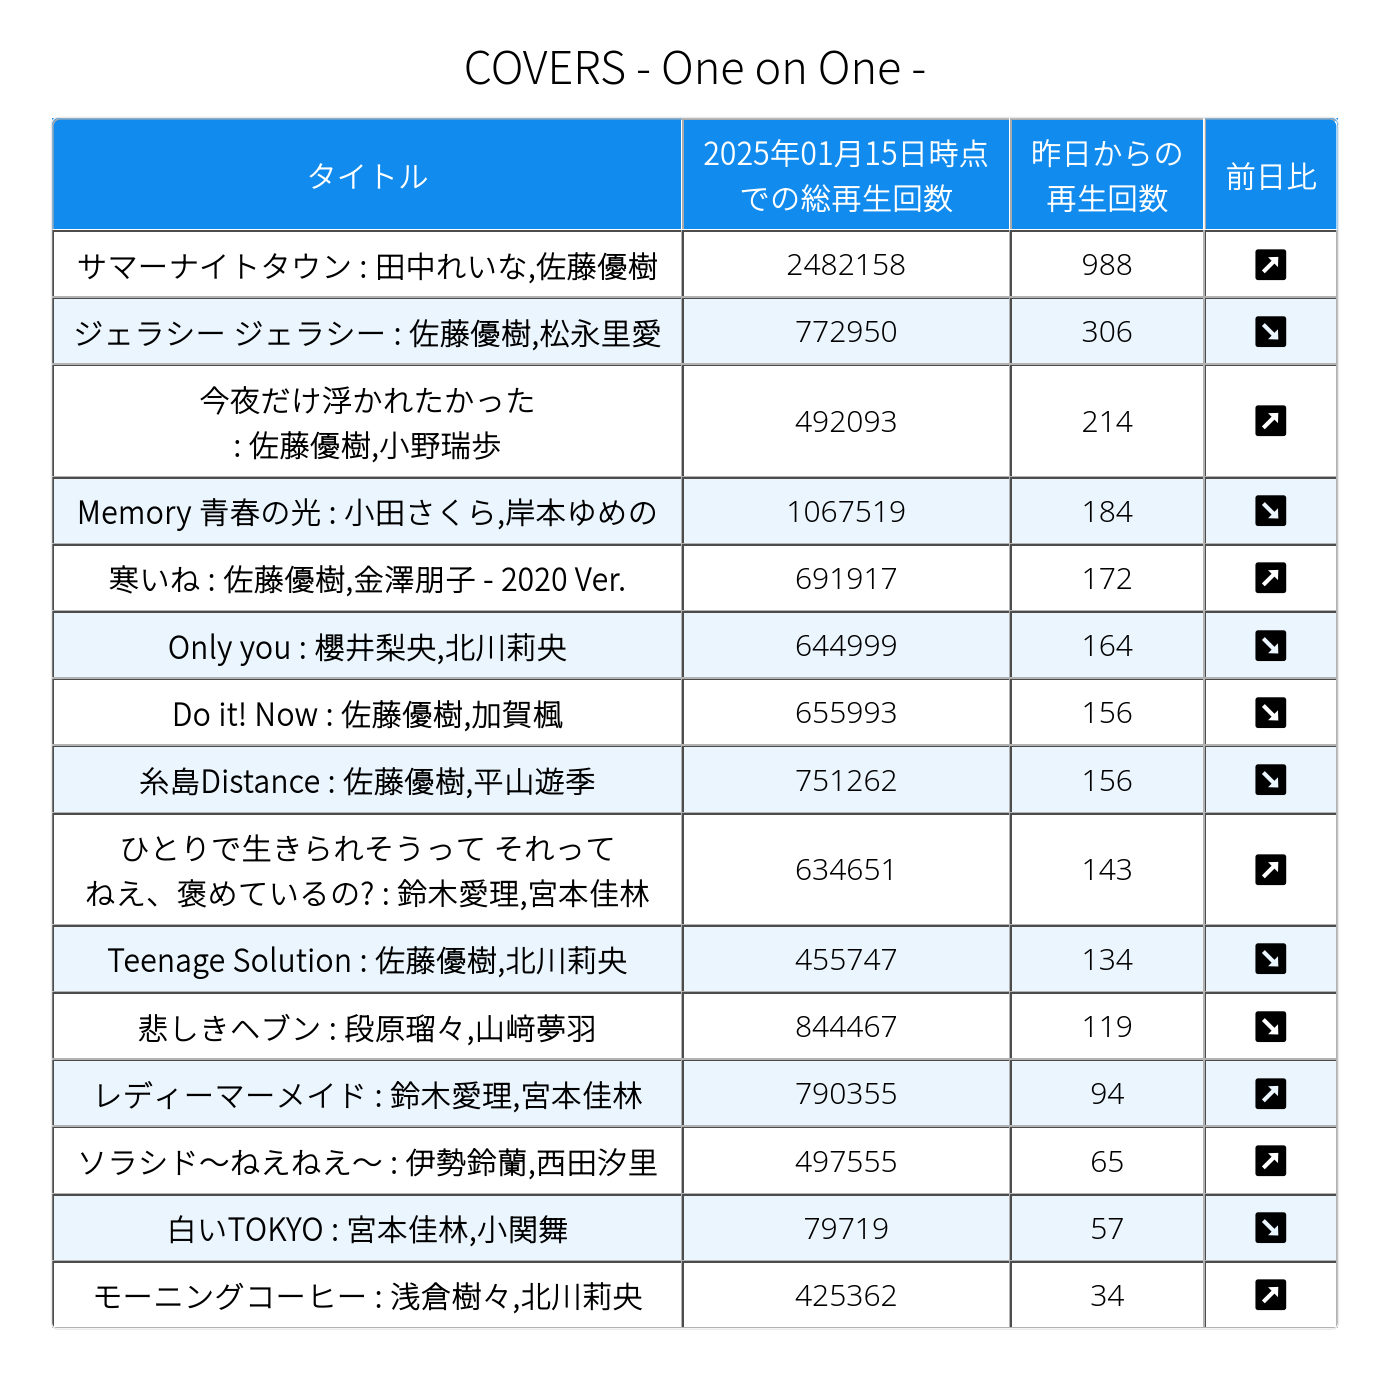 COVERS - One on One -
タイトル
2025年01月15日時点
での総再生回数
昨日からの
再生回数
前日比
サマーナイトタウン : 田中れいな,佐藤優樹
2482158
988
ジェラシー ジェラシー : 佐藤優樹,松永里愛
772950
306
今夜だけ浮かれたかった
: 佐藤優樹,小野瑞歩
492093
214
Memory 青春の光 : 小田さくら,岸本ゆめの
1067519
184
寒いね : 佐藤優樹,金澤朋子 - 2020 Ver.
691917
172
Only you : 櫻井梨央,北川莉央
644999
164
Do it! Now : 佐藤優樹,加賀楓
655993
156
糸島Distance : 佐藤優樹,平山遊季
751262
156
ひとりで生きられそうって それって
ねえ、褒めているの? : 鈴木愛理,宮本佳林
634651
143
Teenage Solution : 佐藤優樹,北川莉央
455747
134
悲しきヘブン : 段原瑠々,山﨑夢羽
844467
119
レディーマーメイド : 鈴木愛理,宮本佳林
790355
94
ソラシド〜ねえねえ〜 : 伊勢鈴蘭,西田汐里
497555
65
白いTOKYO : 宮本佳林,小関舞
79719
57
モーニングコーヒー : 浅倉樹々,北川莉央
425362
34